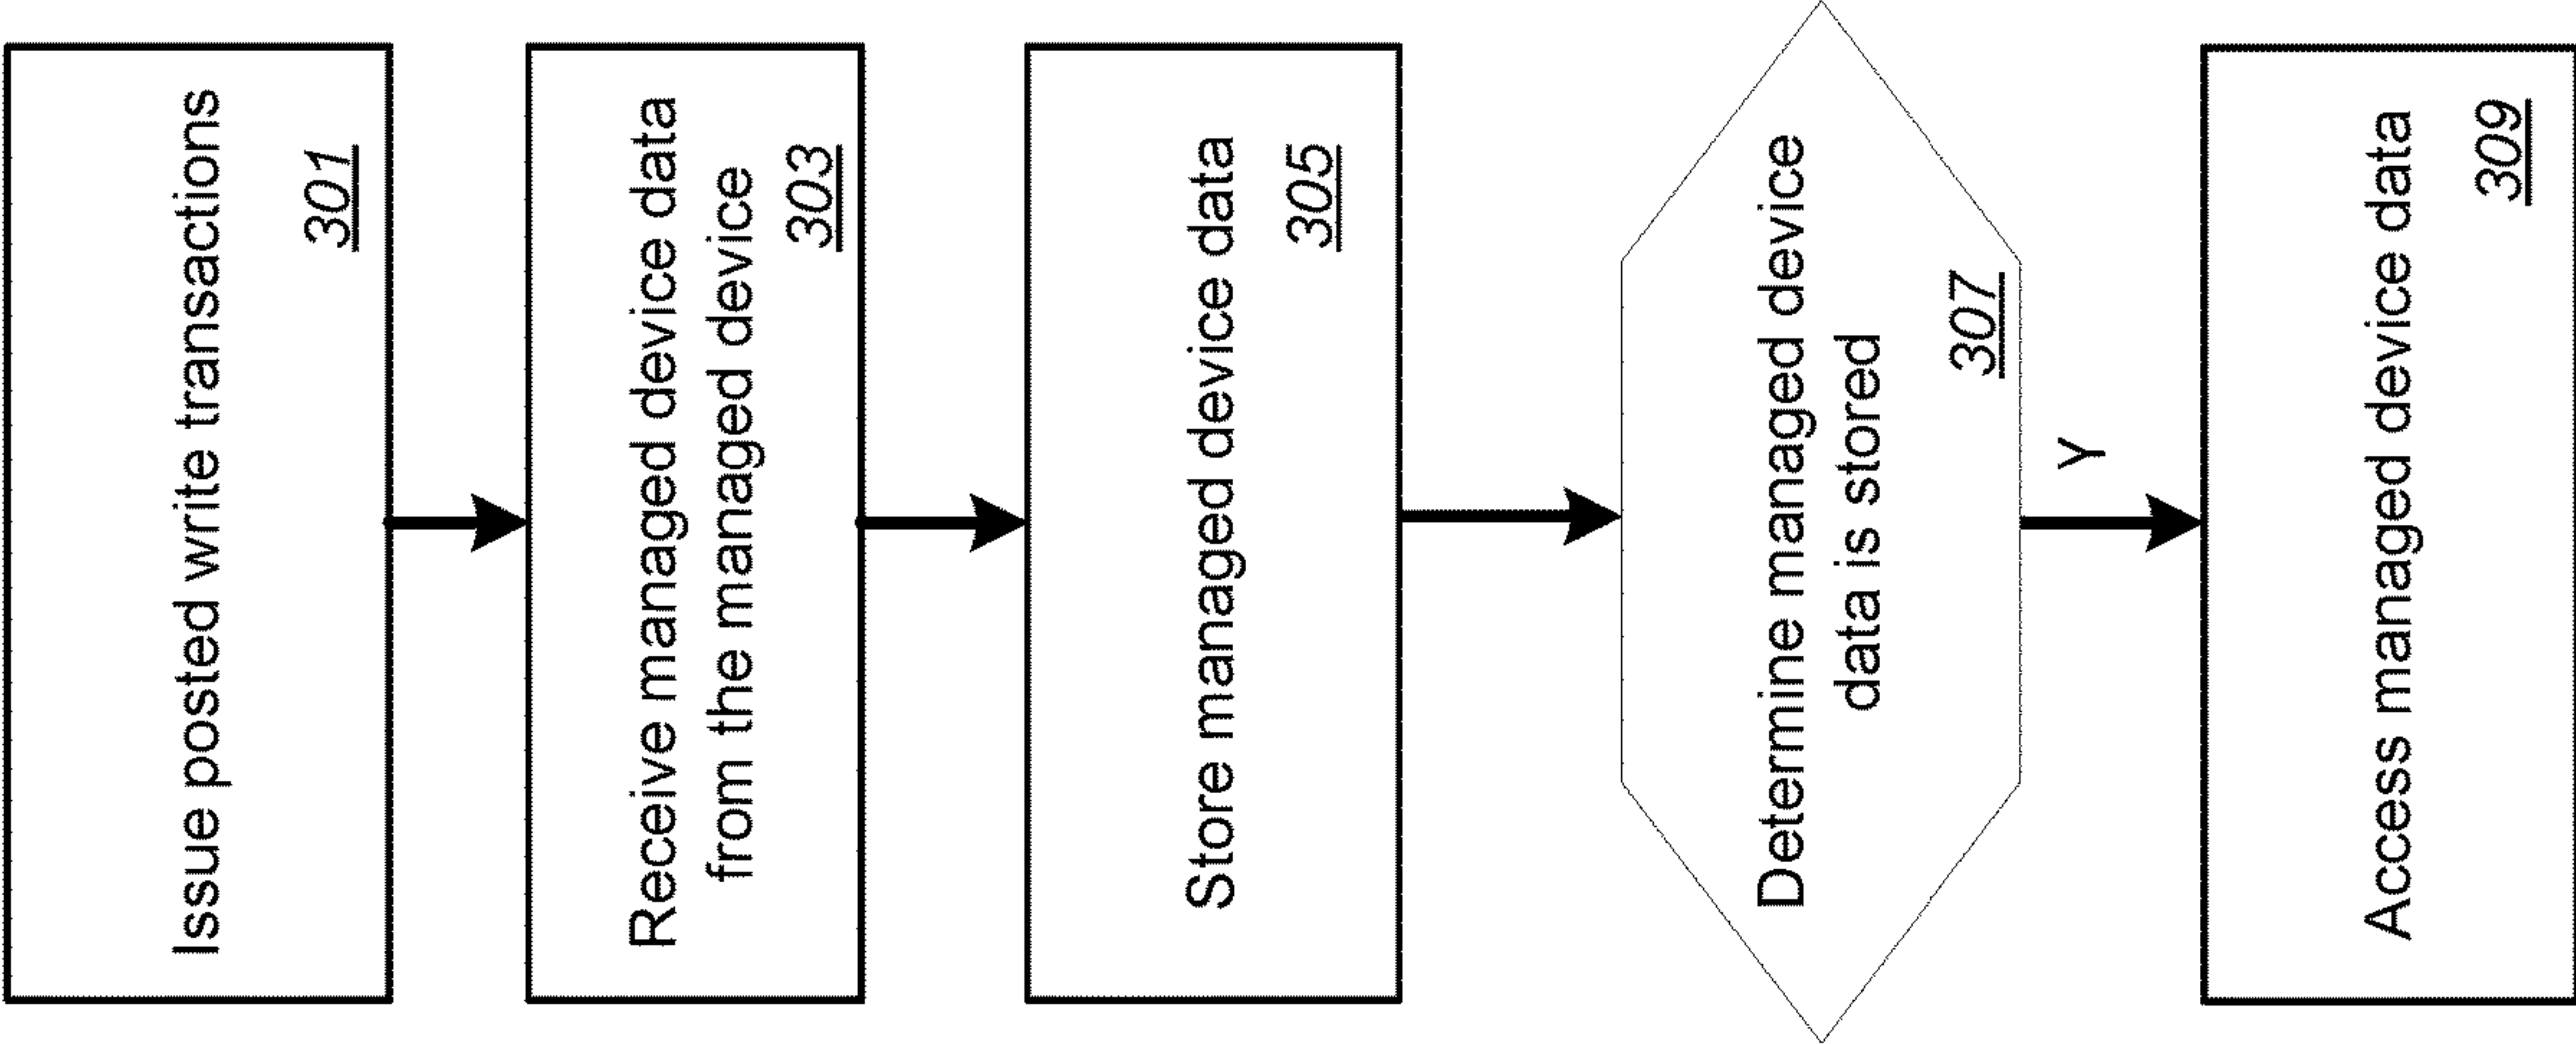 Issue posted write transactions
301
Receive managed device data
from the managed device
303
Store managed device data
305
Determine managed device
data is stored
307
Y
Access managed device data
309